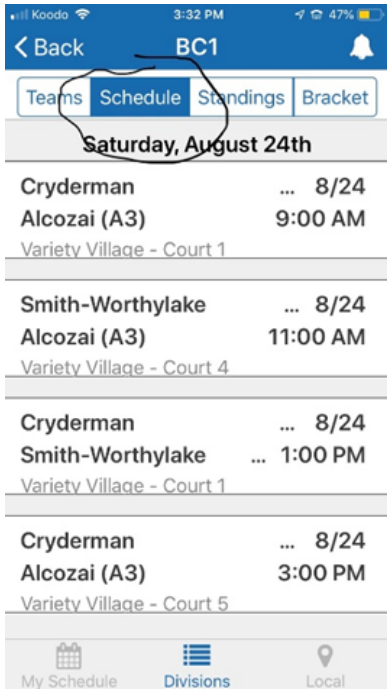 Koodo 3:32 PM 47%
Back BC1
Teams Schedule Standings Bracket
Saturday, August 24th
Cryderman ... 8/24
Alcozai (A3) 9:00 AM
Variety Village - Court 1
Smith-Worthylake ... 8/24
Alcozai (A3) 11:00 AM
Variety Village - Court 4
Cryderman ... 8/24
Smith-Worthylake ... 1:00 PM
Variety Village - Court 1
Cryderman ... 8/24
Alcozai (A3) 3:00 PM
Variety Village - Court 5
My Schedule Divisions Local